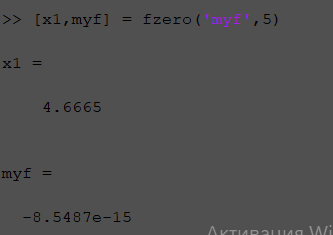 >> [x1,myf] = fzero('myf',5)
x1 =
4.6665
myf =
-8.5487e-15
Активация Wi